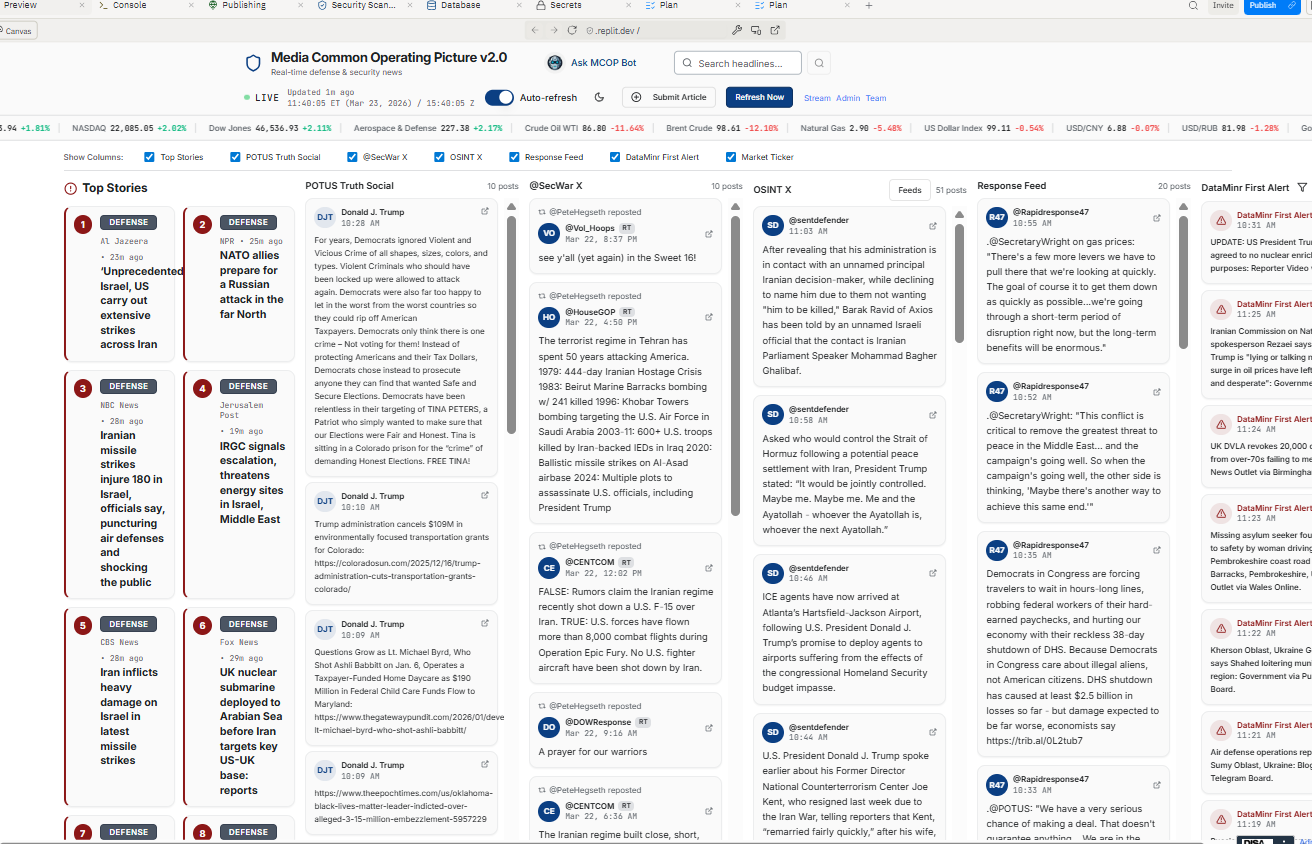 Preview
Console
Publishing
Security Scan...
Database
Secrets
Plan
Plan
Invite
Publish
Canvas
.replit.dev /
Media Common Operating Picture v2.0
Real-time defense & security news
Ask MCOP Bot
Search headlines...
LIVE
Updated 1m ago
11:40:05 ET (Mar 23, 2026) / 15:40:05 Z
Auto-refresh
Submit Article
Refresh Now
Stream Admin Team
3.94 +1.81%
NASDAQ 22,085.05 +2.02%
Dow Jones 46,536.93 +2.11%
Aerospace & Defense 227.38 +2.17%
Crude Oil WTI 86.80 -11.64%
Brent Crude 98.61 -12.10%
Natural Gas 2.90 -5.48%
US Dollar Index 99.11 -0.54%
USD/CNY 6.88 -0.07%
USD/RUB 81.98 -1.28%
Go
Show Columns:
Top Stories
POTUS Truth Social
@SecWar X
OSINT X
Response Feed
DataMinr First Alert
Market Ticker
Top Stories
1
DEFENSE
Al Jazeera
• 23m ago
‘Unprecedented
Israel, US
carry out
extensive
strikes
across Iran
2
DEFENSE
NPR • 25m ago
NATO allies
prepare for
a Russian
attack in the
far North
3
DEFENSE
NBC News
• 28m ago
Iranian
missile
strikes
injure 180 in
Israel,
officials say,
puncturing
air defenses
and
shocking
the public
4
DEFENSE
Jerusalem
Post
• 19m ago
IRGC signals
escalation,
threatens
energy sites
in Israel,
Middle East
5
DEFENSE
CBS News
• 28m ago
Iran inflicts
heavy
damage on
Israel in
latest
missile
strikes
6
DEFENSE
Fox News
• 29m ago
UK nuclear
submarine
deployed to
Arabian Sea
before Iran
targets key
US-UK
base:
reports
7
DEFENSE
8
DEFENSE
POTUS Truth Social
10 posts
DJT
Donald J. Trump
10:28 AM
For years, Democrats ignored Violent and
Vicious Crime of all shapes, sizes, colors, and
types. Violent Criminals who should have
been locked up were allowed to attack
again. Democrats were also far too happy to
let in the worst from the worst countries so
they could rip off American
Taxpayers. Democrats only think there is one
crime – Not voting for them! Instead of
protecting Americans and their Tax Dollars,
Democrats chose instead to prosecute
anyone they can find that wanted Safe and
Secure Elections. Democrats have been
relentless in their targeting of TINA PETERS, a
Patriot who simply wanted to make sure that
our Elections were Fair and Honest. Tina is
sitting in a Colorado prison for the “crime” of
demanding Honest Elections. FREE TINA!
DJT
Donald J. Trump
10:10 AM
Trump administration cancels $109M in
environmentally focused transportation grants
for Colorado:
https://coloradosun.com/2025/12/16/trump-
administration-cuts-transportation-grants-
colorado/
DJT
Donald J. Trump
10:09 AM
Questions Grow as Lt. Michael Byrd, Who
Shot Ashli Babbitt on Jan. 6, Operates a
Taxpayer-Funded Home Daycare as $190
Million in Federal Child Care Funds Flow to
Maryland:
https://www.thegatewaypundit.com/2026/01/deve
lt-michael-byrd-who-shot-ashli-babbitt/
DJT
Donald J. Trump
10:09 AM
https://www.theepochtimes.com/us/oklahoma-
black-lives-matter-leader-indicted-over-
alleged-3-15-million-embezzlement-5957229
@SecWar X
10 posts
@PeteHegseth reposted
VO
@Vol_Hoops RT
Mar 22, 8:37 PM
see y'all (yet again) in the Sweet 16!
@PeteHegseth reposted
HO
@HouseGOP RT
Mar 22, 4:50 PM
The terrorist regime in Tehran has
spent 50 years attacking America.
1979: 444-day Iranian Hostage Crisis
1983: Beirut Marine Barracks bombing
w/ 241 killed 1996: Khobar Towers
bombing targeting the U.S. Air Force in
Saudi Arabia 2003-11: 600+ U.S. troops
killed by Iran-backed IEDs in Iraq 2020:
Ballistic missile strikes on Al-Asad
airbase 2024: Multiple plots to
assassinate U.S. officials, including
President Trump
@PeteHegseth reposted
CE
@CENTCOM RT
Mar 22, 12:02 PM
FALSE: Rumors claim the Iranian regime
recently shot down a U.S. F-15 over
Iran. TRUE: U.S. forces have flown
more than 8,000 combat flights during
Operation Epic Fury. No U.S. fighter
aircraft have been shot down by Iran.
@PeteHegseth reposted
DO
@DOWResponse RT
Mar 22, 9:16 AM
A prayer for our warriors
@PeteHegseth reposted
CE
@CENTCOM RT
Mar 22, 6:36 AM
The Iranian regime built close, short,
OSINT X
Feeds
51 posts
SD
@sentdefender
11:03 AM
After revealing that his administration is
in contact with an unnamed principal
Iranian decision-maker, while declining
to name him due to them not wanting
"him to be killed," Barak Ravid of Axios
has been told by an unnamed Israeli
official that the contact is Iranian
Parliament Speaker Mohammad Bagher
Ghalibaf.
SD
@sentdefender
10:58 AM
Asked who would control the Strait of
Hormuz following a potential peace
settlement with Iran, President Trump
stated: “It would be jointly controlled.
Maybe me. Maybe me. Me and the
Ayatollah - whoever the Ayatollah is,
whoever the next Ayatollah.”
SD
@sentdefender
10:46 AM
ICE agents have now arrived at
Atlanta’s Hartsfield-Jackson Airport,
following U.S. President Donald J.
Trump’s promise to deploy agents to
airports suffering from the effects of
the congressional Homeland Security
budget impasse.
SD
@sentdefender
10:44 AM
U.S. President Donald J. Trump spoke
earlier about his Former Director
National Counterterrorism Center Joe
Kent, who resigned last week due to
the Iran War, telling reporters that Kent,
“remarried fairly quickly,” after his wife,
Response Feed
20 posts
R47
@Rapidresponse47
10:55 AM
.@SecretaryWright on gas prices:
"There's a few more levers we have to
pull there that we're looking at quickly.
The goal of course it to get them down
as quickly as possible...we're going
through a short-term period of
disruption right now, but the long-term
benefits will be enormous."
R47
@Rapidresponse47
10:52 AM
.@SecretaryWright: "This conflict is
critical to remove the greatest threat to
peace in the Middle East... and the
campaign's going well. So when the
campaign's going well, the other side is
thinking, 'Maybe there's another way to
achieve this same end.'"
R47
@Rapidresponse47
10:35 AM
Democrats in Congress are forcing
travelers to wait in hours-long lines,
robbing federal workers of their hard-
earned paychecks, and hurting our
economy with their reckless 38-day
shutdown of DHS. Because Democrats
in Congress care about illegal aliens,
not American citizens. DHS shutdown
has caused at least $2.5 billion in
losses so far - but damage expected to
be far worse, economists say
https://trib.al/0L2tub7
R47
@Rapidresponse47
10:33 AM
.@POTUS: "We have a very serious
chance of making a deal. That doesn't
guarantee anything... We are in the
DataMinr First Alert
DataMinr First Alert
10:31 AM
UPDATE: US President Tru
agreed to no nuclear enric
purposes: Reporter Video
DataMinr First Alert
11:25 AM
Iranian Commission on Nat
spokesperson Rezaei says
Trump is "lying or talking n
surge in oil prices have left
and desperate": Governme
DataMinr First Alert
11:24 AM
UK DVLA revokes 20,000
from over-70s failing to me
News Outlet via Birmingha
DataMinr First Alert
11:23 AM
Missing asylum seeker fou
to safety by woman driving
Pembrokeshire coast road
Barracks, Pembrokeshire,
Outlet via Wales Online.
DataMinr First Alert
11:22 AM
Kherson Oblast, Ukraine G
says Shahed loitering muni
region: Government via Pu
Board.
DataMinr First Alert
11:21 AM
Air defense operations rep
Sumy Oblast, Ukraine: Blog
Telegram Board.
DataMinr First Alert
11:19 AM